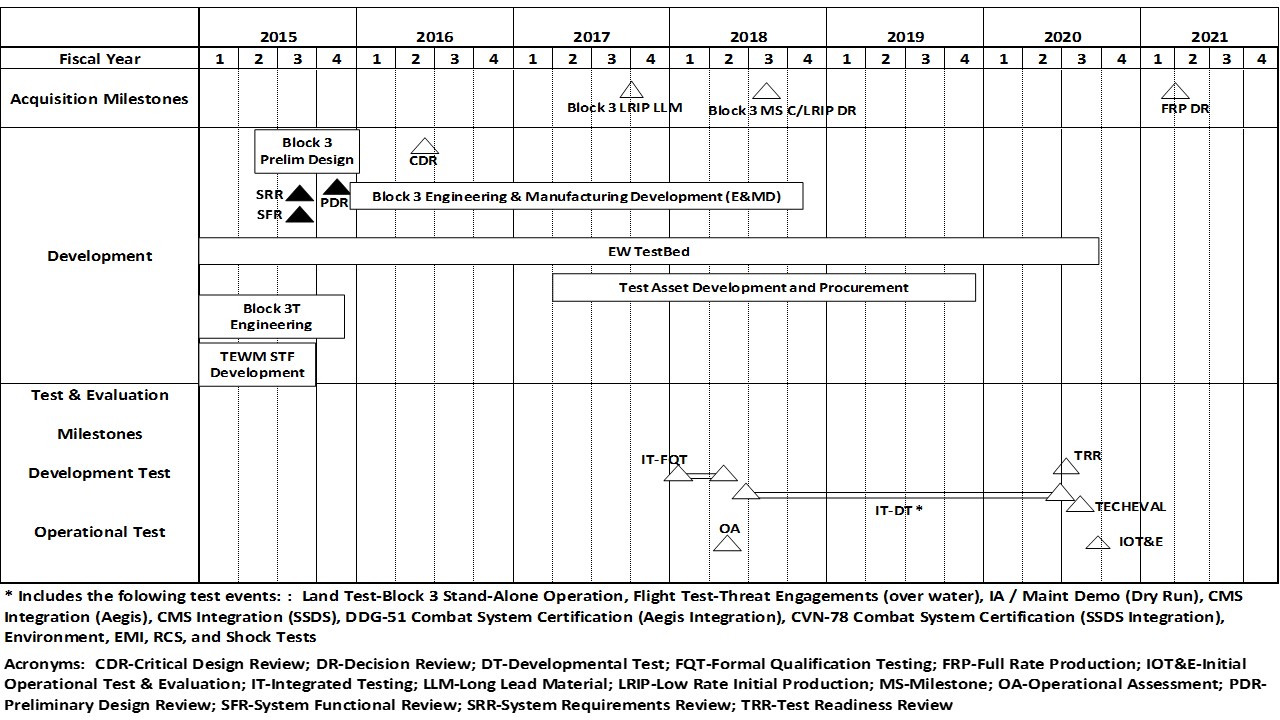 2015 2016 2017 2018 2019 2020 2021
Fiscal Year 1 2 3 4 1 2 3 4 1 2 3 4 1 2 3 4 1 2 3 4 1 2 3 4 1 2 3 4
Acquisition Milestones
Block 3 LRIP LLM
Block 3 MS C/LRIP DR
FRP DR
Development
Block 3
Prelim Design
CDR
SRR
SFR
PDR
Block 3 Engineering & Manufacturing Development (E&MD)
EW TestBed
Test Asset Development and Procurement
Block 3T
Engineering
TEWM STF
Development
Test & Evaluation
Milestones
Development Test
IT-FQT
TRR
IT-DT *
TECHEVAL
Operational Test
OA
IOT&E
* Includes the folowing test events: : Land Test-Block 3 Stand-Alone Operation, Flight Test-Threat Engagements (over water), IA / Maint Demo (Dry Run), CMS
Integration (Aegis), CMS Integration (SSDS), DDG-51 Combat System Certification (Aegis Integration), CVN-78 Combat System Certification (SSDS Integration),
Environment, EMI, RCS, and Shock Tests
Acronyms: CDR-Critical Design Review; DR-Decision Review; DT-Developmental Test; FQT-Formal Qualification Testing; FRP-Full Rate Production; IOT&E-Initial
Operational Test & Evaluation; IT-Integrated Testing; LLM-Long Lead Material; LRIP-Low Rate Initial Production; MS-Milestone; OA-Operational Assessment; PDR-
Preliminary Design Review; SFR-System Functional Review; SRR-System Requirements Review; TRR-Test Readiness Review